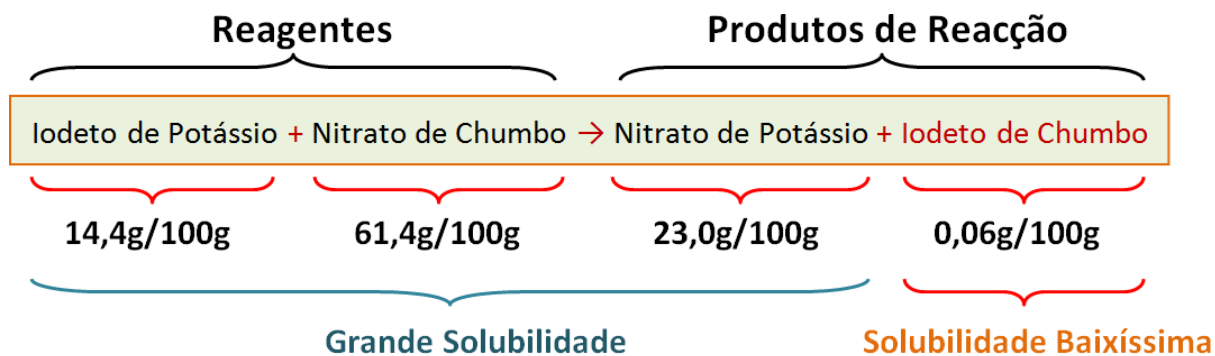 Reagentes Produtos de Reacção
Iodeto de Potássio + Nitrato de Chumbo → Nitrato de Potássio + Iodeto de Chumbo
14,4g/100g 61,4g/100g 23,0g/100g 0,06g/100g
Grande Solubilidade Solubilidade Baixíssima